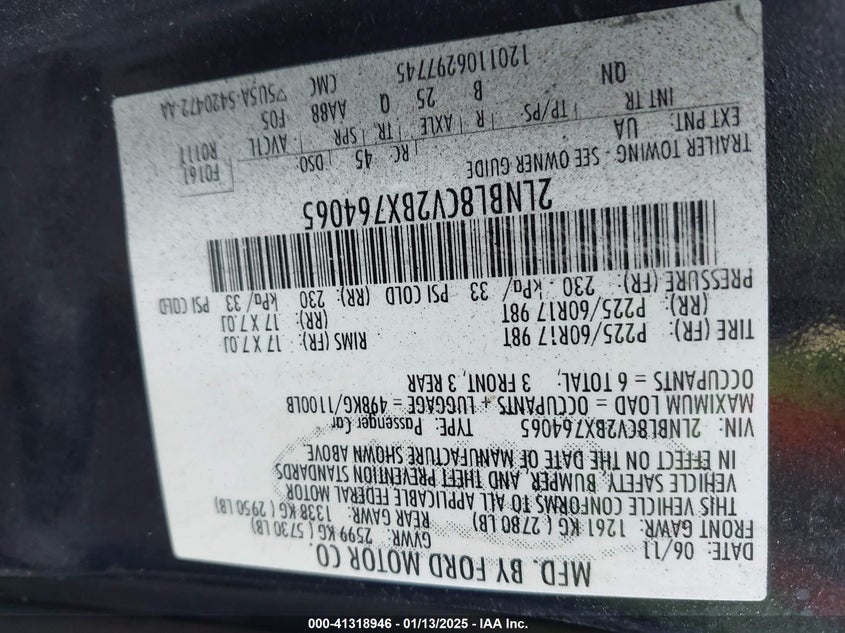 MFD. BY FORD MOTOR CO.
DATE: 06/11 GVWR: 2599 KG ( 5730 LB)
FRONT GAWR: 1261 KG ( 2780 LB) REAR GAWR: 1338 KG ( 2950 LB)
THIS VEHICLE CONFORMS TO ALL APPLICABLE FEDERAL MOTOR
VEHICLE SAFETY, BUMPER, AND THEFT PREVENTION STANDARDS
IN EFFECT ON THE DATE OF MANUFACTURE SHOWN ABOVE.
VIN: 2LNBL8CV2BX764065 TYPE: Passenger Car
MAXIMUM LOAD = OCCUPANTS + LUGGAGE = 498KG/1100LB
OCCUPANTS = 6 TOTAL: 3 FRONT, 3 REAR
TIRE (FR): P225/60R17 98T RIMS (FR): 17 X 7.0J
(RR): P225/60R17 98T (RR): 17 X 7.0J
PRESSURE (FR): 230 kPa/ 33 PSI COLD (RR): 230 kPa/ 33 PSI COLD
2LNBL8CV2BX764065
TRAILER TOWING - SEE OWNER GUIDE
F0161
R0117
EXT PNT: UA RC: 45 DSO:
INT TR TP/PS R AXLE TR SPR AVC1L FOS
QN B 25 Q AA88 CMC
1201106297745
▽5U5A-5420472-AA
000-41318946 - 01/13/2025 - IAA Inc.